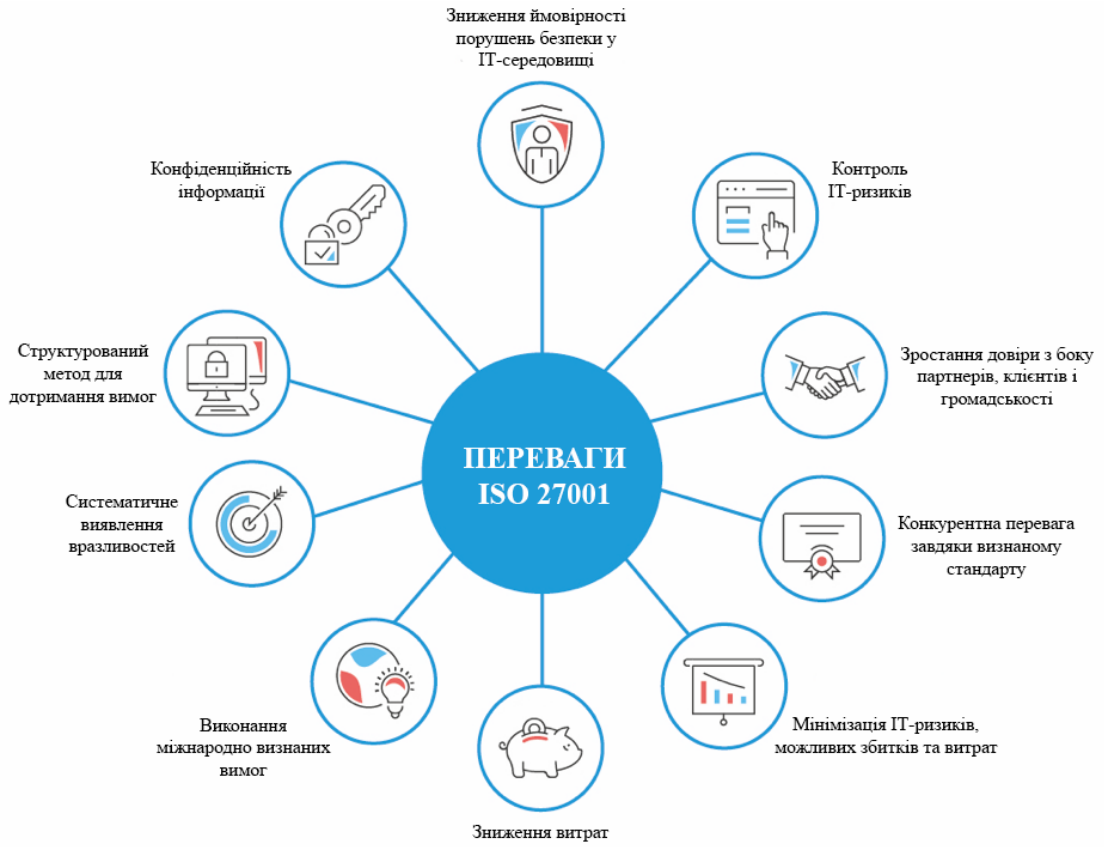 Зниження ймовірності
порушень безпеки у
ІТ-середовищі
Контроль
ІТ-ризиків
Зростання довіри з боку
партнерів, клієнтів і
громадськості
Конкурентна перевага
завдяки визнаному
стандарту
Мінімізація ІТ-ризиків,
можливих збитків та витрат
Зниження витрат
Виконання
міжнародно визнаних
вимог
Систематичне
виявлення
вразливостей
Структурований
метод для
дотримання вимог
Конфіденційність
інформації
ПЕРЕВАГИ
ISO 27001